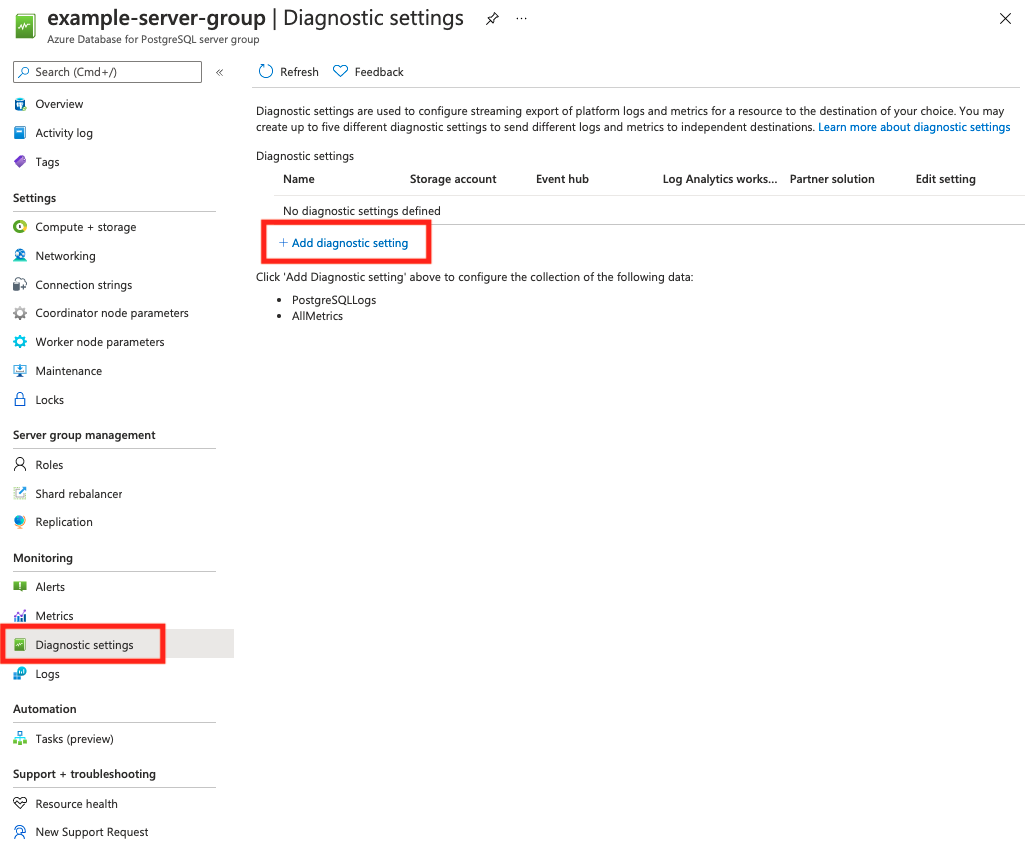 example-server-group | Diagnostic settings
Azure Database for PostgreSQL server group
Search (Cmd+/)
Overview
Activity log
Tags
Settings
Compute + storage
Networking
Connection strings
Coordinator node parameters
Worker node parameters
Maintenance
Locks
Server group management
Roles
Shard rebalancer
Replication
Monitoring
Alerts
Metrics
Diagnostic settings
Logs
Automation
Tasks (preview)
Support + troubleshooting
Resource health
New Support Request
Refresh Feedback
Diagnostic settings are used to configure streaming export of platform logs and metrics for a resource to the destination of your choice. You may
create up to five different diagnostic settings to send different logs and metrics to independent destinations. Learn more about diagnostic settings
Diagnostic settings
Name Storage account Event hub Log Analytics works... Partner solution Edit setting
No diagnostic settings defined
+ Add diagnostic setting
Click 'Add Diagnostic setting' above to configure the collection of the following data:
• PostgreSQLLogs
• AllMetrics